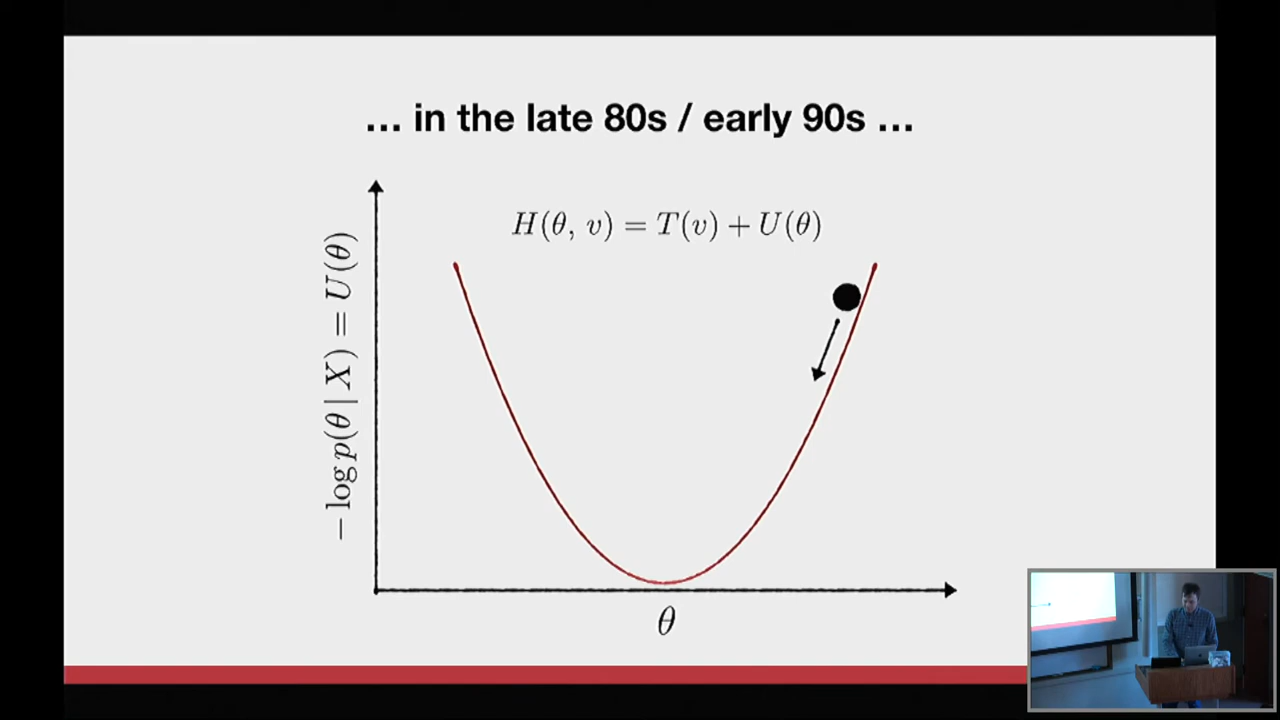 … in the late 80s / early 90s …
H(θ, v) = T(v) + U(θ)
− log p(θ | X) = U(θ)
θ